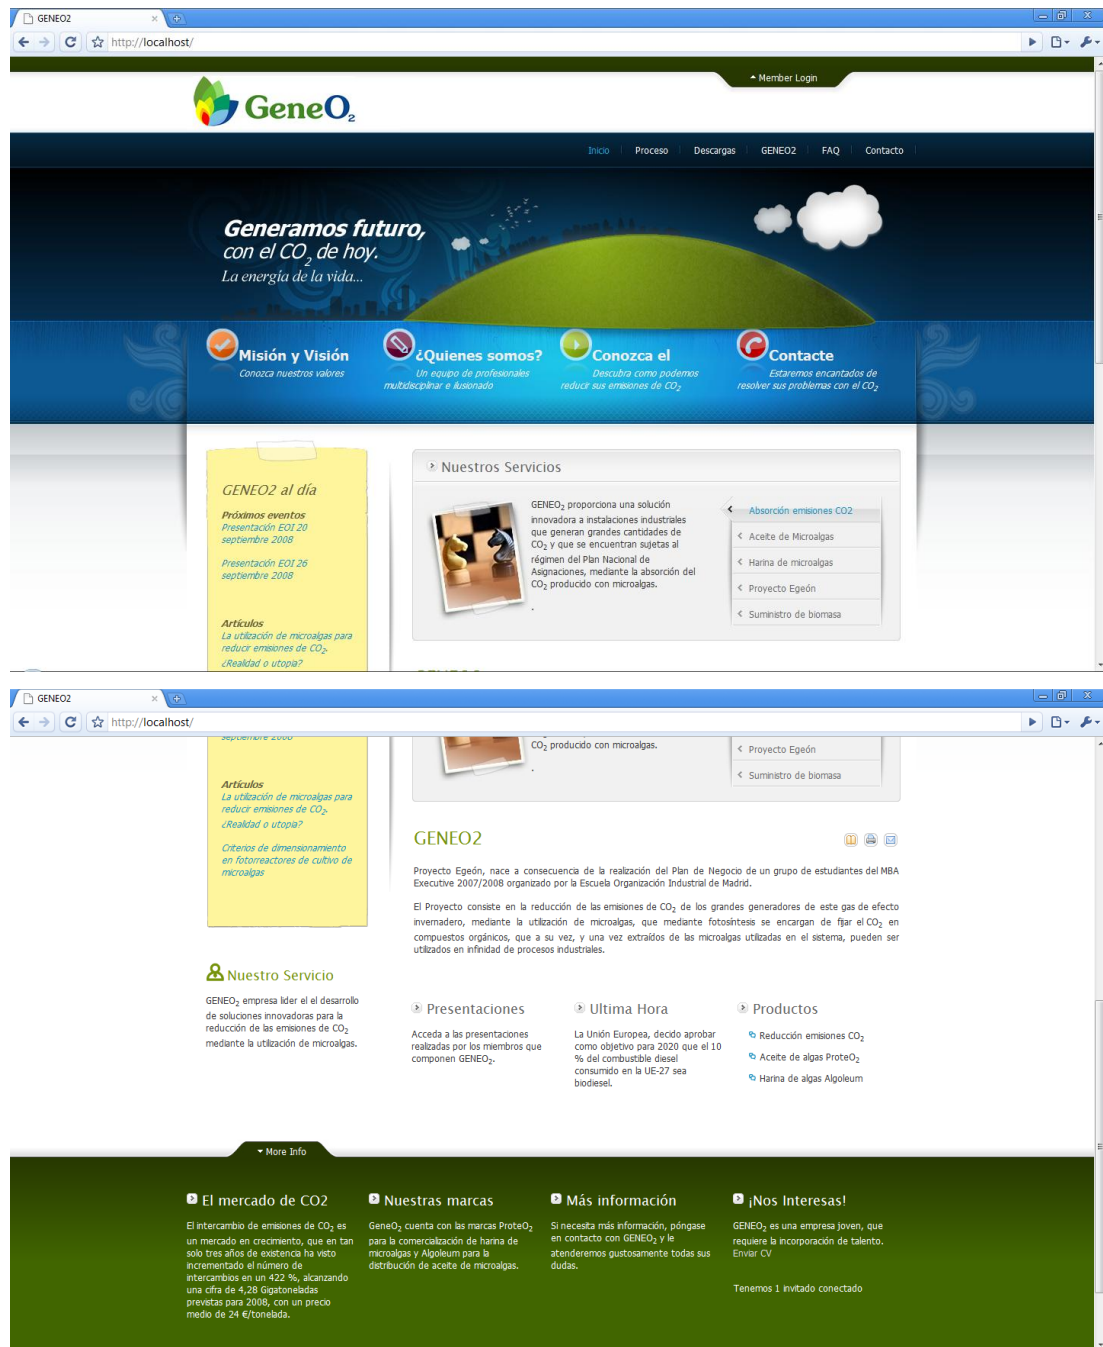 GENEO2
http://localhost/
Member Login
GeneO2
Inicio
Proceso
Descargas
GENEO2
FAQ
Contacto
Generamos futuro,
con el CO2 de hoy.
La energía de la vida...
Misión y Visión
Conozca nuestros valores
¿Quienes somos?
Un equipo de profesionales
multidisciplinar e ilusionado
Conozca el
Descubra como podemos
reducir sus emisiones de CO2
Contacte
Estaremos encantados de
resolver sus problemas con el CO2
GENEO2 al día
Próximos eventos
Presentación EOI 20
septiembre 2008
Presentación EOI 26
septiembre 2008
Artículos
La utilización de microalgas para
reducir emisiones de CO2.
¿Realidad o utopia?
Nuestros Servicios
GENEO2 proporciona una solución
innovadora a instalaciones industriales
que generan grandes cantidades de
CO2 y que se encuentran sujetas al
régimen del Plan Nacional de
Asignaciones, mediante la absorción del
CO2 producido con microalgas.
.
Absorción emisiones CO2
Aceite de Microalgas
Harina de microalgas
Proyecto Egeón
Suministro de biomasa
GENEO2
http://localhost/
septiembre 2008
Artículos
La utilización de microalgas para
reducir emisiones de CO2.
¿Realidad o utopia?
Criterios de dimensionamiento
en fotorreactores de cultivo de
microalgas
CO2 producido con microalgas.
.
Proyecto Egeón
Suministro de biomasa
Nuestro Servicio
GENEO2 empresa lider el el desarrollo
de soluciones innovadoras para la
reducción de las emisiones de CO2
mediante la utilización de microalgas.
GENEO2
Proyecto Egeón, nace a consecuencia de la realización del Plan de Negocio de un grupo de estudiantes del MBA
Executive 2007/2008 organizado por la Escuela Organización Industrial de Madrid.
El Proyecto consiste en la reducción de las emisiones de CO2 de los grandes generadores de este gas de efecto
invernadero, mediante la utilización de microalgas, que mediante fotosíntesis se encargan de fijar el CO2 en
compuestos orgánicos, que a su vez, y una vez extraídos de las microalgas utilizadas en el sistema, pueden ser
utilizados en infinidad de procesos industriales.
Presentaciones
Acceda a las presentaciones
realizadas por los miembros que
componen GENEO2.
Ultima Hora
La Unión Europea, decido aprobar
como objetivo para 2020 que el 10
% del combustible diesel
consumido en la UE-27 sea
biodiesel.
Productos
Reducción emisiones CO2
Aceite de algas ProteO2
Harina de algas Algoleum
More Info
El mercado de CO2
El intercambio de emisiones de CO2 es
un mercado en crecimiento, que en tan
solo tres años de existencia ha visto
incrementado el número de
intercambios en un 422 %, alcanzando
una cifra de 4,28 Gigatoneladas
previstas para 2008, con un precio
medio de 24 €/tonelada.
Nuestras marcas
GeneO2 cuenta con las marcas ProteO2
para la comercialización de harina de
microalgas y Algoleum para la
distribución de aceite de microalgas.
Más información
Si necesita más información, póngase
en contacto con GENEO2 y le
atenderemos gustosamente todas sus
dudas.
¡Nos Interesas!
GENEO2 es una empresa joven, que
requiere la incorporación de talento.
Enviar CV
Tenemos 1 invitado conectado